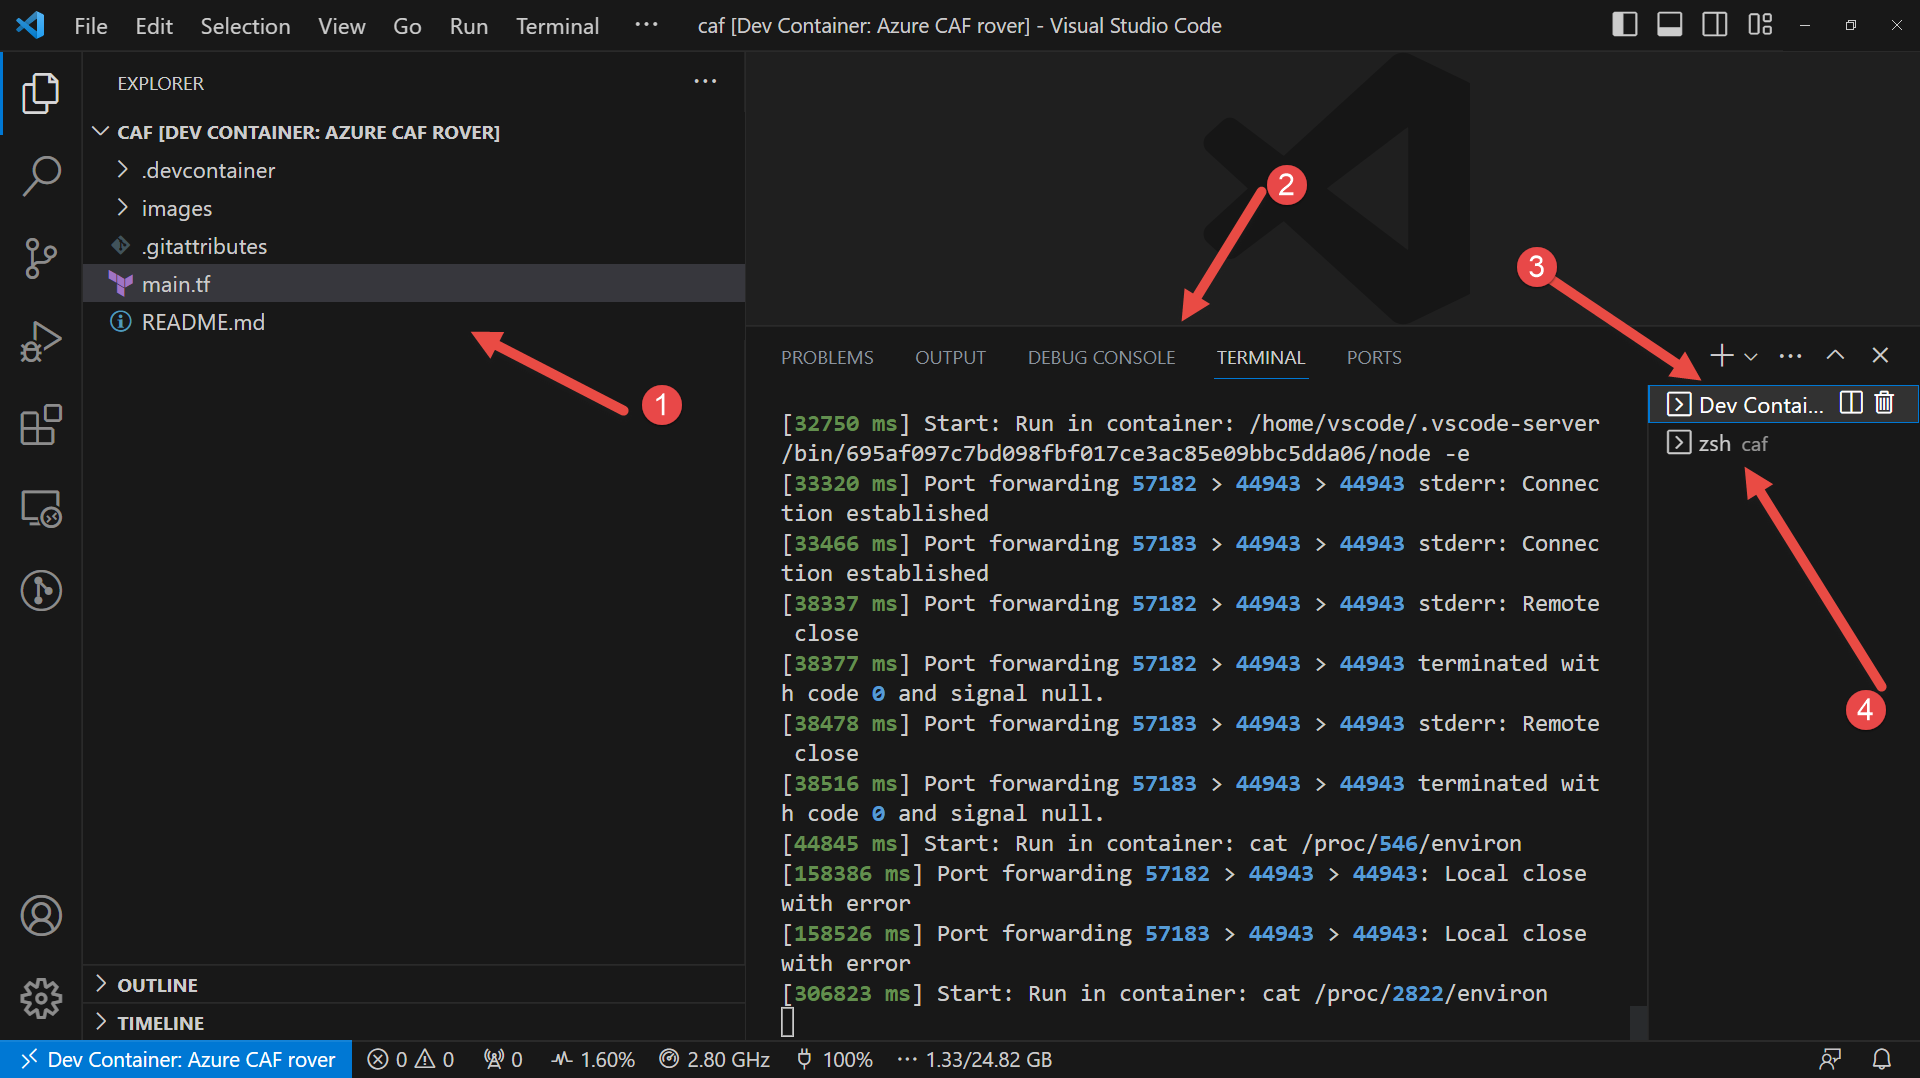 File Edit Selection View Go Run Terminal ··· caf [Dev Container: Azure CAF rover] - Visual Studio Code
EXPLORER
CAF [DEV CONTAINER: AZURE CAF ROVER]
.devcontainer
images
.gitattributes
main.tf
README.md
1
2
3
4
PROBLEMS OUTPUT DEBUG CONSOLE TERMINAL PORTS
[32750 ms] Start: Run in container: /home/vscode/.vscode-server
/bin/695af097c7bd098fbf017ce3ac85e09bbc5dda06/node -e
[33320 ms] Port forwarding 57182 > 44943 > 44943 stderr: Connec
tion established
[33466 ms] Port forwarding 57183 > 44943 > 44943 stderr: Connec
tion established
[38337 ms] Port forwarding 57182 > 44943 > 44943 stderr: Remote
close
[38377 ms] Port forwarding 57182 > 44943 > 44943 terminated wit
h code 0 and signal null.
[38478 ms] Port forwarding 57183 > 44943 > 44943 stderr: Remote
close
[38516 ms] Port forwarding 57183 > 44943 > 44943 terminated wit
h code 0 and signal null.
[44845 ms] Start: Run in container: cat /proc/546/environ
[158386 ms] Port forwarding 57182 > 44943 > 44943: Local close
with error
[158526 ms] Port forwarding 57183 > 44943 > 44943: Local close
with error
[306823 ms] Start: Run in container: cat /proc/2822/environ
Dev Contai...
zsh caf
OUTLINE
TIMELINE
Dev Container: Azure CAF rover 0 0 0 1.60% 2.80 GHz 100% ··· 1.33/24.82 GB